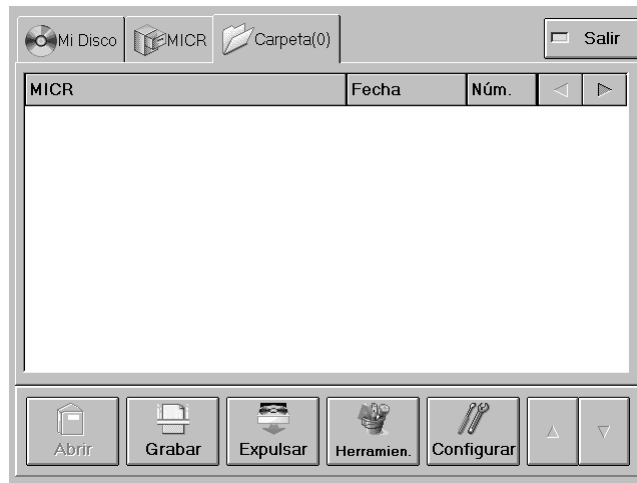 Mi Disco MICR Carpeta(0) Salir
MICR Fecha Núm.
Abrir Grabar Expulsar Herramien. Configurar